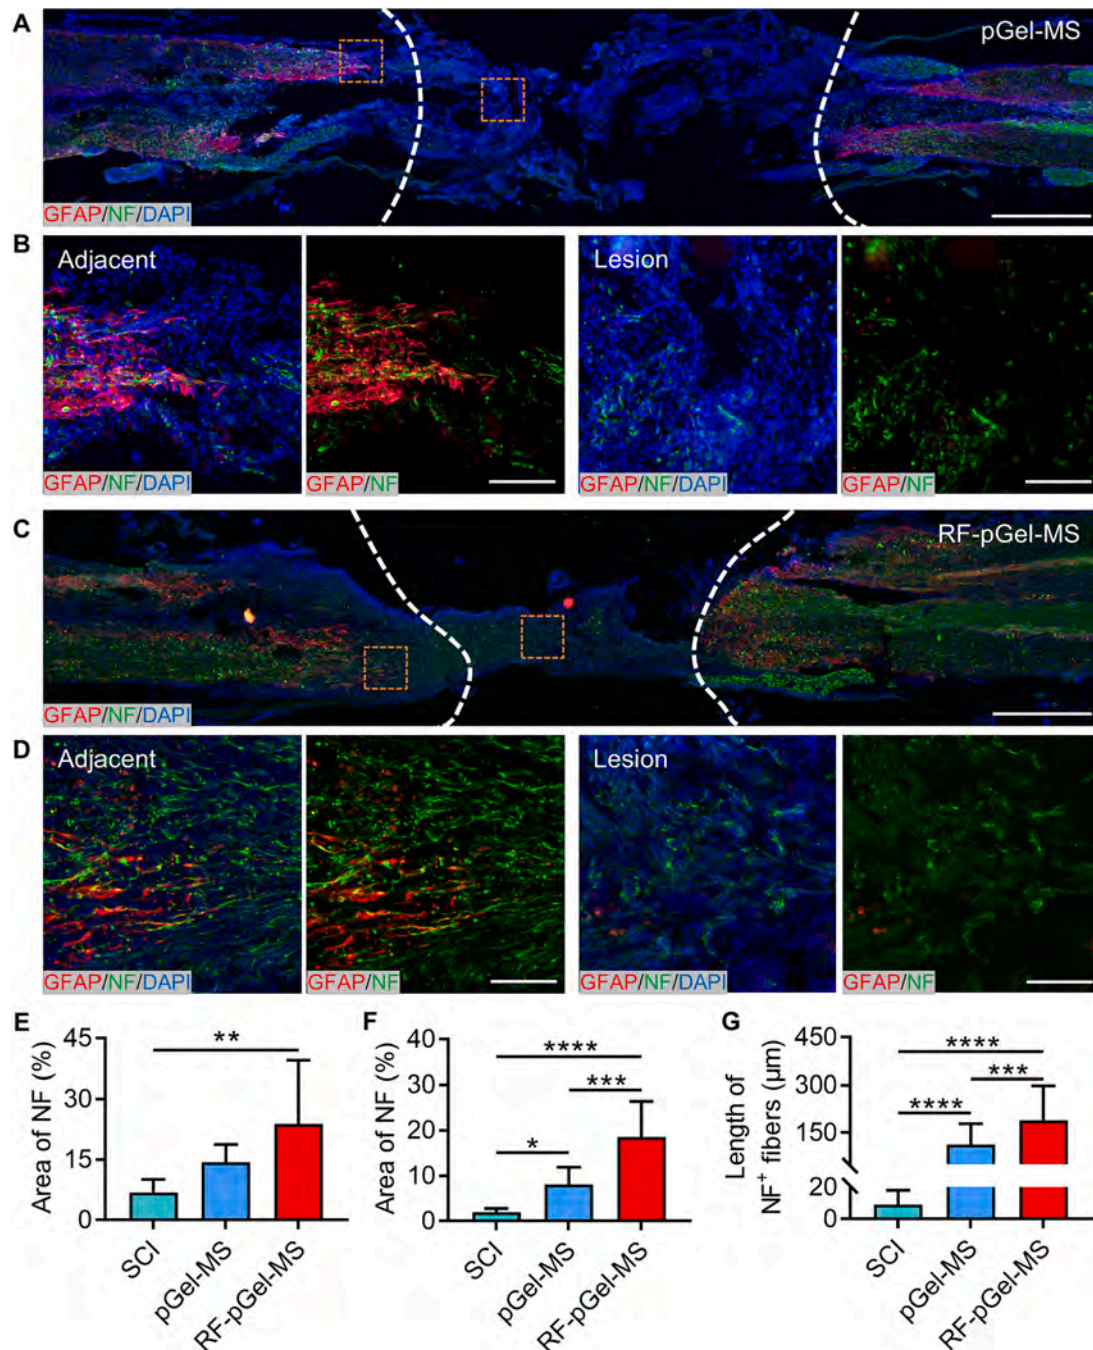 A
pGel-MS
GFAP/NF/DAPI
B
Adjacent
Lesion
GFAP/NF/DAPI
GFAP/NF
GFAP/NF/DAPI
GFAP/NF
C
RF-pGel-MS
GFAP/NF/DAPI
D
Adjacent
Lesion
GFAP/NF/DAPI
GFAP/NF
GFAP/NF/DAPI
GFAP/NF
E
Area of NF (%)
45
30
15
0
**
SCI
pGel-MS
RF-pGel-MS
F
Area of NF (%)
40
30
20
10
0
****
***
*
SCI
pGel-MS
RF-pGel-MS
G
Length of
NF⁺ fibers (μm)
450
300
150
20
0
****
***
****
SCI
pGel-MS
RF-pGel-MS